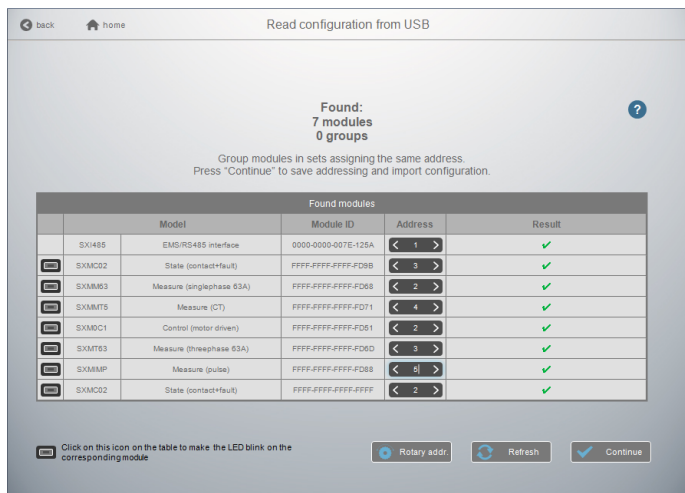 back
home
Read configuration from USB
Found:
7 modules
0 groups
?
Group modules in sets assigning the same address.
Press "Continue" to save addressing and import configuration.
Found modules
Model Module ID Address Result
SXI485 EMS/RS485 interface 0000-0000-007E-125A 1
SXMC02 State (contact+fault) FFFF-FFFF-FFFF-FD9B 3
SXMM63 Measure (singlephase 63A) FFFF-FFFF-FFFF-FD68 2
SXMMT5 Measure (CT) FFFF-FFFF-FFFF-FD71 4
SXM0C1 Control (motor driven) FFFF-FFFF-FFFF-FD51 2
SXMT63 Measure (threephase 63A) FFFF-FFFF-FFFF-FD6D 3
SXMIMP Measure (pulse) FFFF-FFFF-FFFF-FD88 5
SXMC02 State (contact+fault) FFFF-FFFF-FFFF-FFFF 2
Click on this icon on the table to make the LED blink on the
corresponding module
Rotary addr.
Refresh
Continue